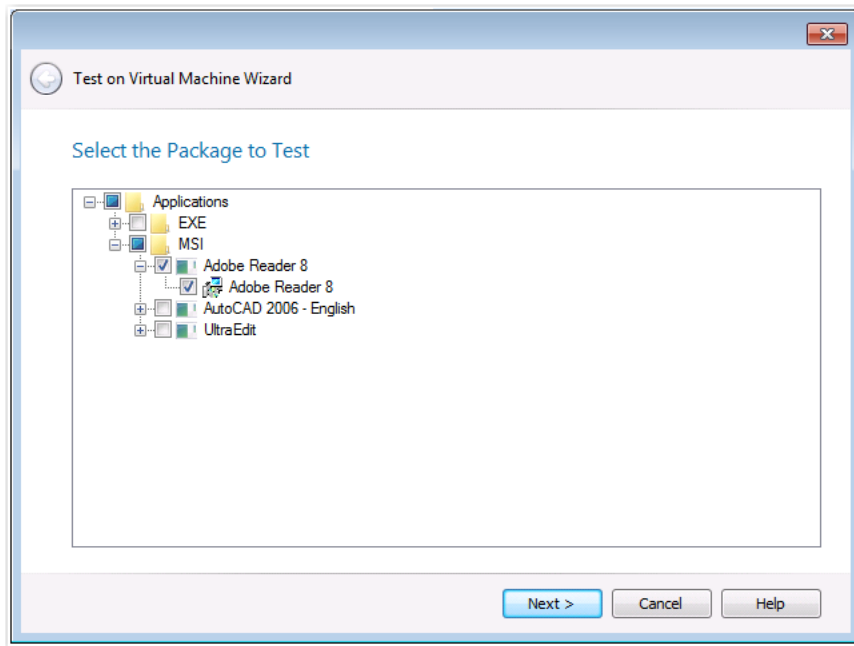 Test on Virtual Machine Wizard
Select the Package to Test
Applications
EXE
MSI
Adobe Reader 8
Adobe Reader 8
AutoCAD 2006 - English
UltraEdit
Next > Cancel Help